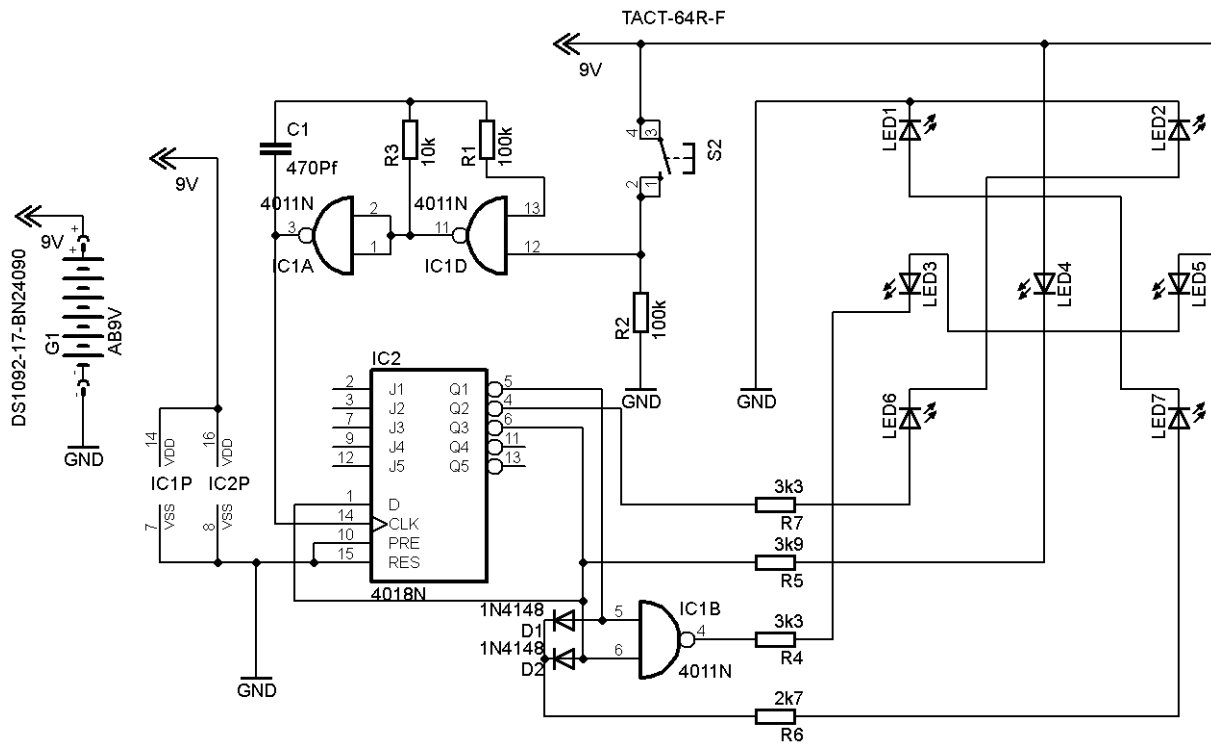 TACT-64R-F
9V
C1
470Pf
R3
10k
R1
100k
4
3
2
1
S2
LED1
LED2
9V
4011N
3
2
1
IC1A
4011N
11
13
12
IC1D
DS1092-17-BN24090
9V
+
+
G1
AB9V
-
-
GND
R2
100k
GND
GND
LED3
LED4
LED5
IC2
2 J1 Q1 5
3 J2 Q2 4
7 J3 Q3 6
9 J4 Q4 11
12 J5 Q5 13
1 D
14 CLK
10 PRE
15 RES
4018N
LED6
LED7
14
VDD
16
VDD
IC1P
IC2P
7
VSS
8
VSS
GND
3k3
R7
3k9
R5
1N4148
D1
1N4148
D2
5
6
IC1B
4
4011N
3k3
R4
2k7
R6